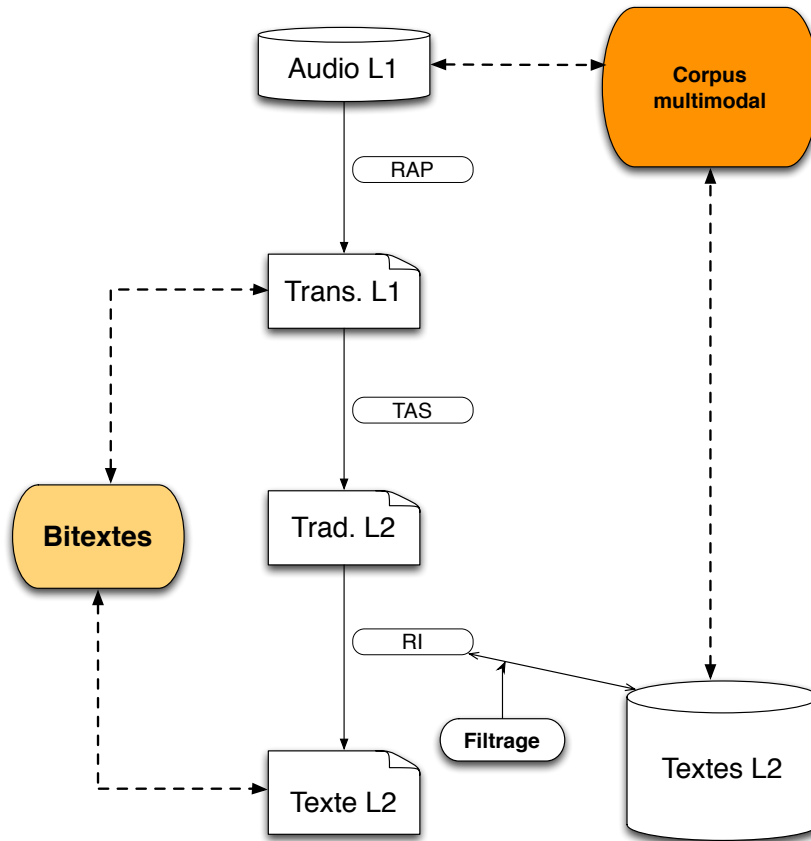 Audio L1
Corpus
multimodal
RAP
Trans. L1
TAS
Bitextes
Trad. L2
RI
Filtrage
Textes L2
Texte L2